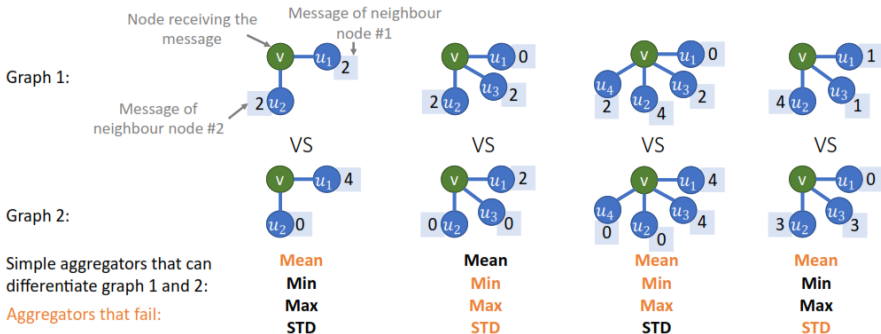 Node receiving the
message
Message of neighbour
node #1
Graph 1:
v u₁ 2
2 u₂
Message of
neighbour node #2
v u₁ 0
2 u₂ u₃ 2
v u₁ 0
u₄ 2 u₂ 4 u₃ 2
v u₁ 1
4 u₂ u₃ 1
VS VS VS VS
Graph 2:
v u₁ 4
u₂ 0
v u₁ 2
0 u₂ u₃ 0
v u₁ 4
u₄ 0 u₂ 0 u₃ 4
v u₁ 0
3 u₂ u₃ 3
Simple aggregators that can
differentiate graph 1 and 2:
Aggregators that fail:
Mean Mean Mean Mean
Min Min Min Min
Max Max Max Max
STD STD STD STD